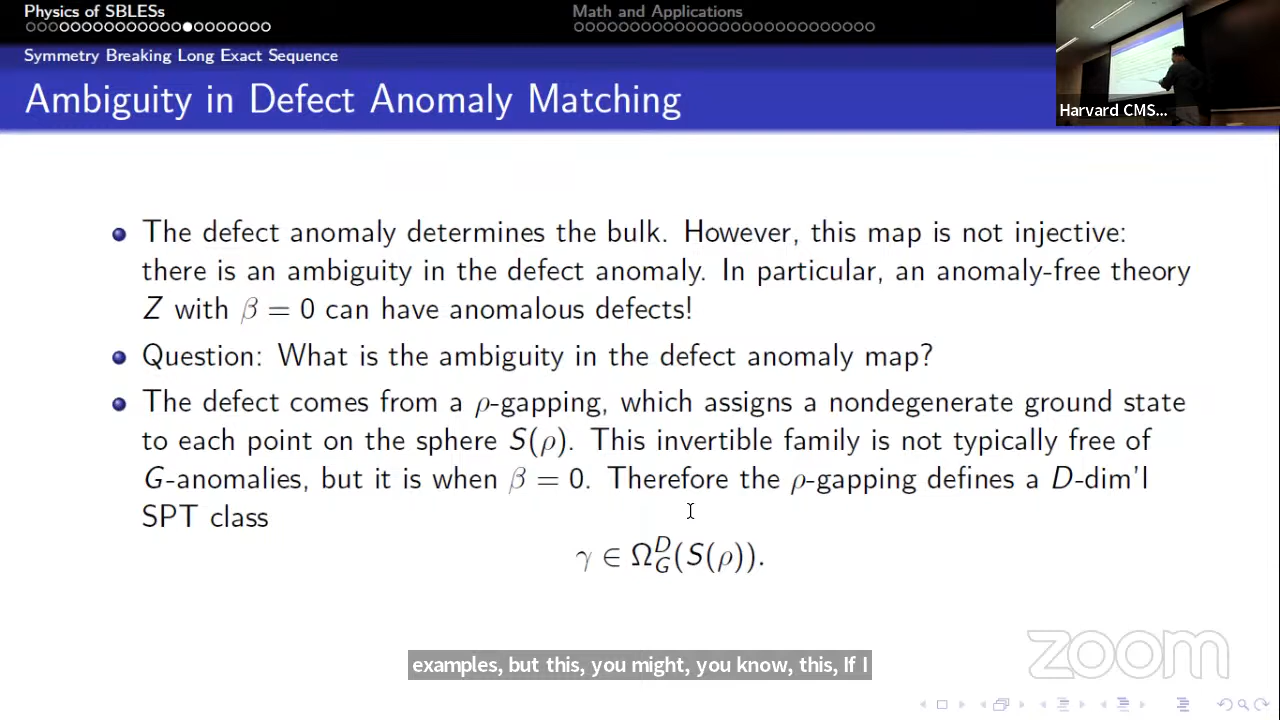 Physics of SBLESs
Math and Applications
Symmetry Breaking Long Exact Sequence
Ambiguity in Defect Anomaly Matching
Harvard CMS...
The defect anomaly determines the bulk. However, this map is not injective:
there is an ambiguity in the defect anomaly. In particular, an anomaly-free theory
Z with β = 0 can have anomalous defects!
Question: What is the ambiguity in the defect anomaly map?
The defect comes from a ρ-gapping, which assigns a nondegenerate ground state
to each point on the sphere S(ρ). This invertible family is not typically free of
G-anomalies, but it is when β = 0. Therefore the ρ-gapping defines a D-dim'l
SPT class
γ ∈ Ω_G^D(S(ρ)).
examples, but this, you might, you know, this, If I
zoom